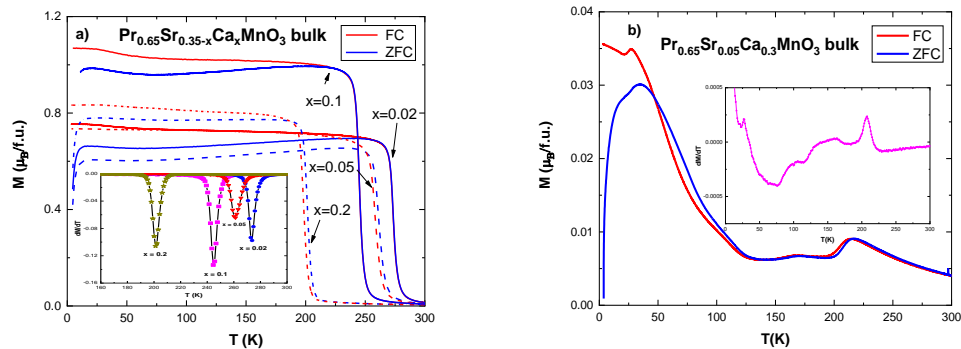 a)
Pr0.65Sr0.35-xCaxMnO3 bulk
FC
ZFC
x=0.1
x=0.02
x=0.05
x=0.2
M (μB/f.u.)
1.2
0.8
0.4
0.0
0 50 100 150 200 250 300
T (K)
dM/dT
0.00
-0.04
-0.08
-0.12
-0.16
160 200 240 260 280 300
T (K)
x = 0.2
x = 0.1
x = 0.05
x = 0.02
b)
Pr0.65Sr0.05Ca0.3MnO3 bulk
FC
ZFC
M (μB/f.u.)
0.04
0.03
0.02
0.01
0.00
0 50 100 150 200 250 300
T(K)
dM/dT
0.0005
0.0000
-0.0005
0 50 100 150 200 250 300
T(K)